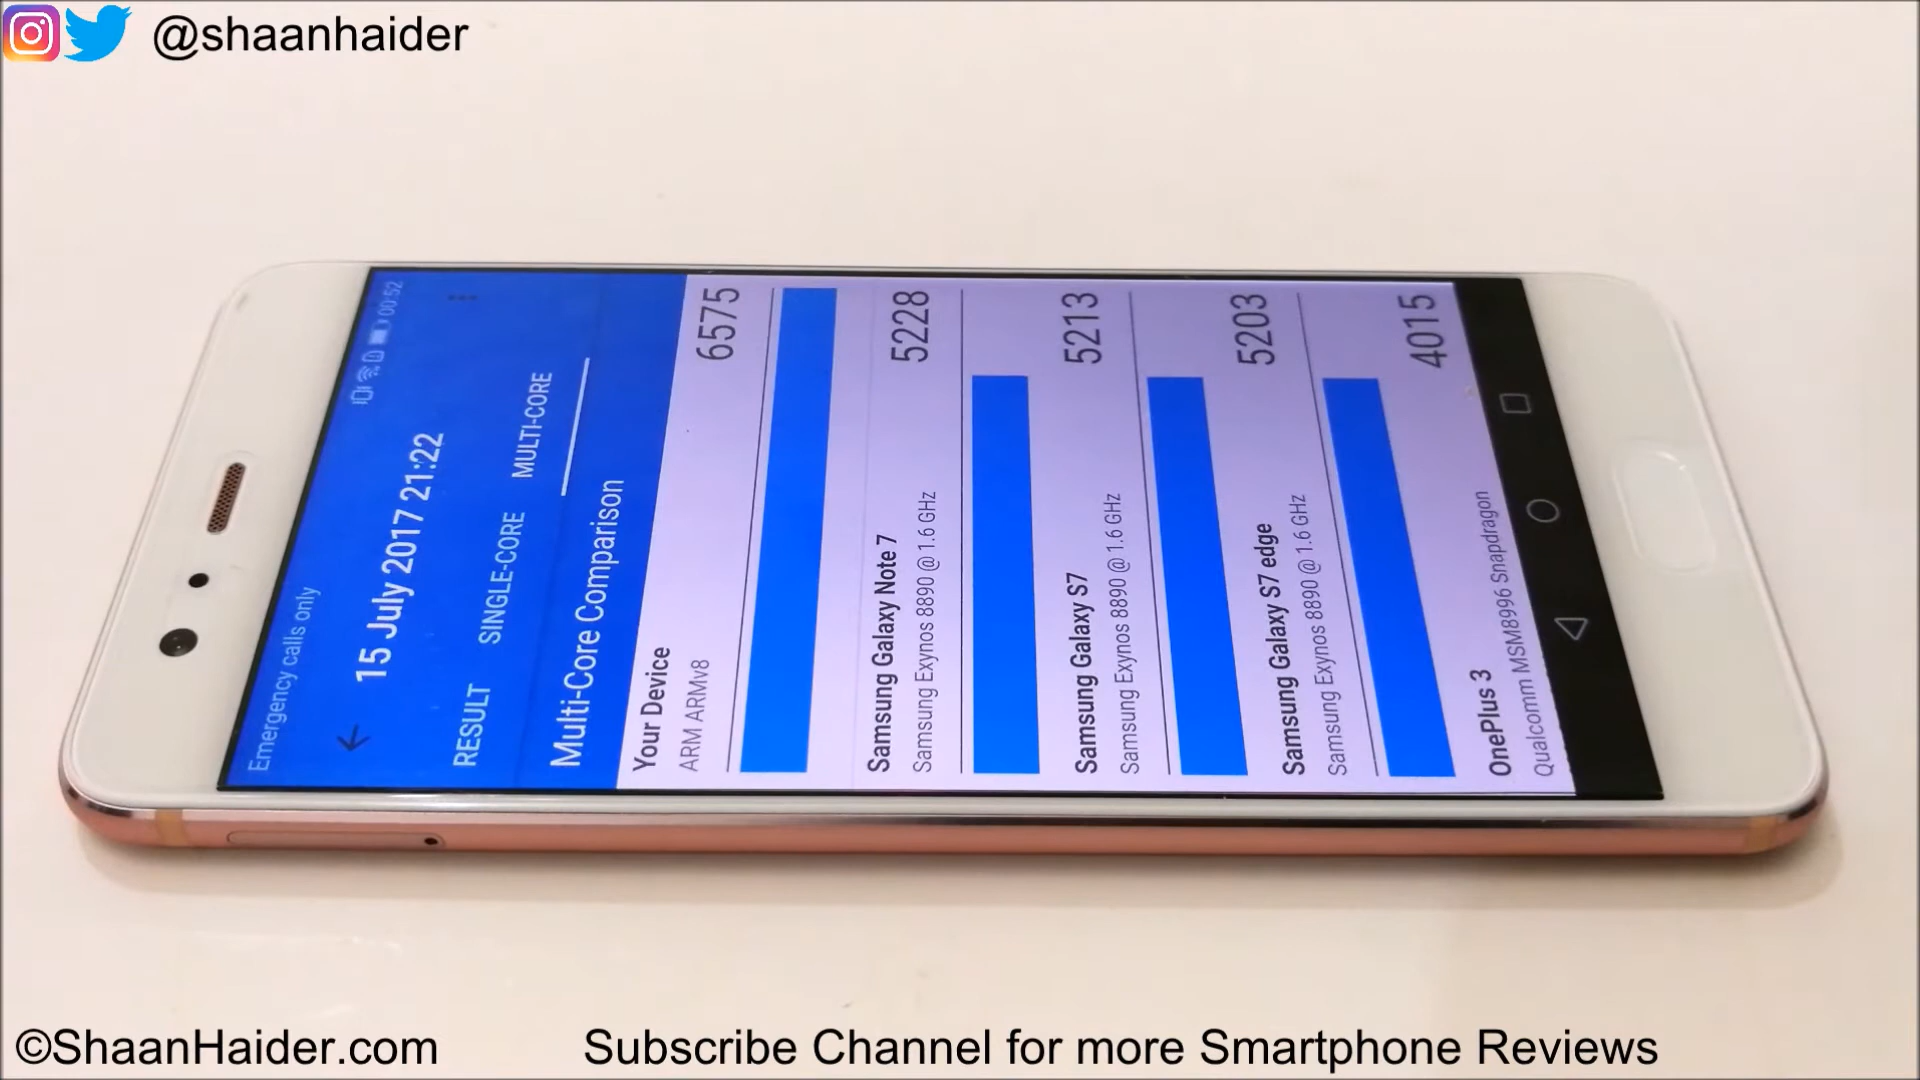 @shaanhaider
Emergency calls only
00:52
15 July 2017 21:22
RESULT
SINGLE-CORE
MULTI-CORE
Multi-Core Comparison
Your Device
6575
ARM ARMv8
Samsung Galaxy Note 7
5228
Samsung Exynos 8890 @ 1.6 GHz
Samsung Galaxy S7
5213
Samsung Exynos 8890 @ 1.6 GHz
Samsung Galaxy S7 edge
5203
Samsung Exynos 8890 @ 1.6 GHz
OnePlus 3
4015
Qualcomm MSM8996 Snapdragon
©ShaanHaider.com
Subscribe Channel for more Smartphone Reviews